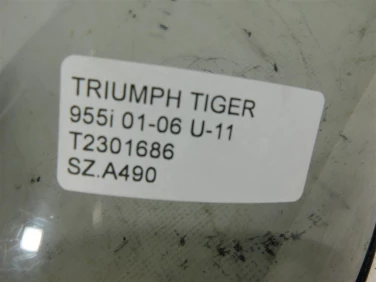 TRIUMPH TIGER
955i 01-06 U-11
T2301686
SZ.A490